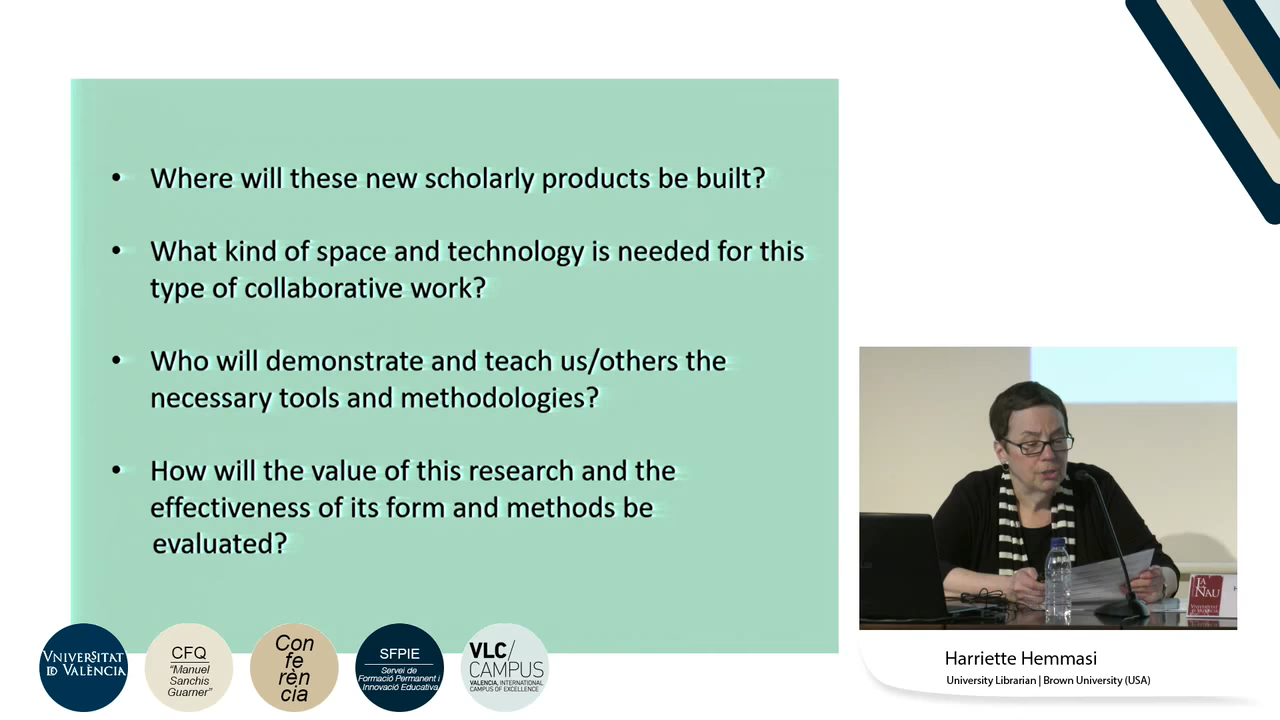 • Where will these new scholarly products be built?
• What kind of space and technology is needed for this
type of collaborative work?
• Who will demonstrate and teach us/others the
necessary tools and methodologies?
• How will the value of this research and the
effectiveness of its form and methods be
evaluated?
LA
NAU
Harriette Hemmasi
University Librarian | Brown University (USA)
VNIVERSITAT
DE VALÈNCIA
CFQ
“Manuel
Sanchis
Guarner”
Con
fe
rèn
cia
SFPIE
Servei de
Formació Permanent i
Innovació Educativa
VLC/
CAMPUS
VALENCIA, INTERNATIONAL
CAMPUS OF EXCELLENCE